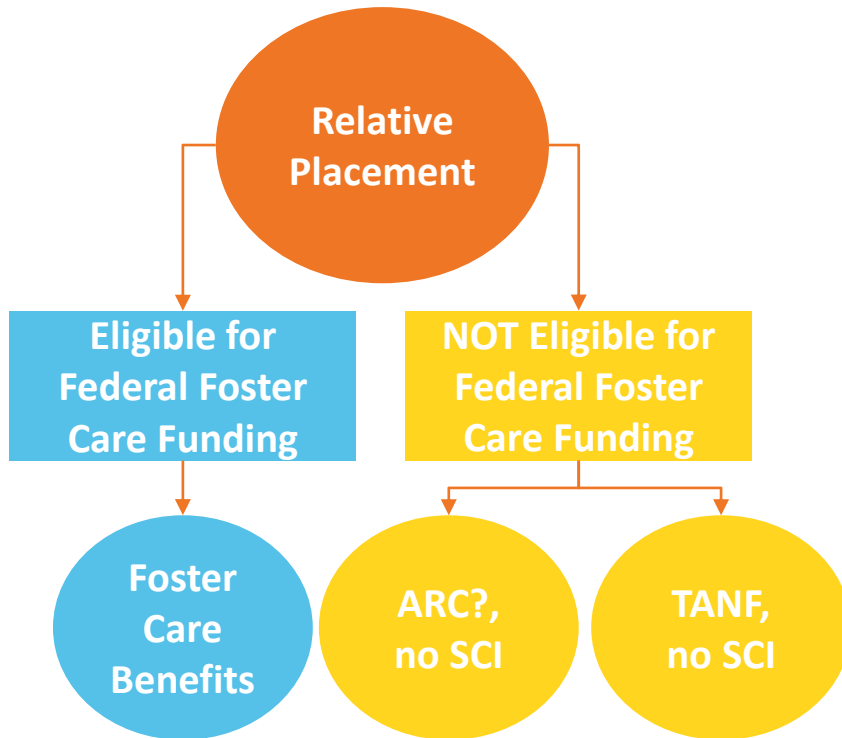 Relative
Placement
Eligible for
Federal Foster
Care Funding
NOT Eligible for
Federal Foster
Care Funding
Foster
Care
Benefits
ARC?,
no SCI
TANF,
no SCI